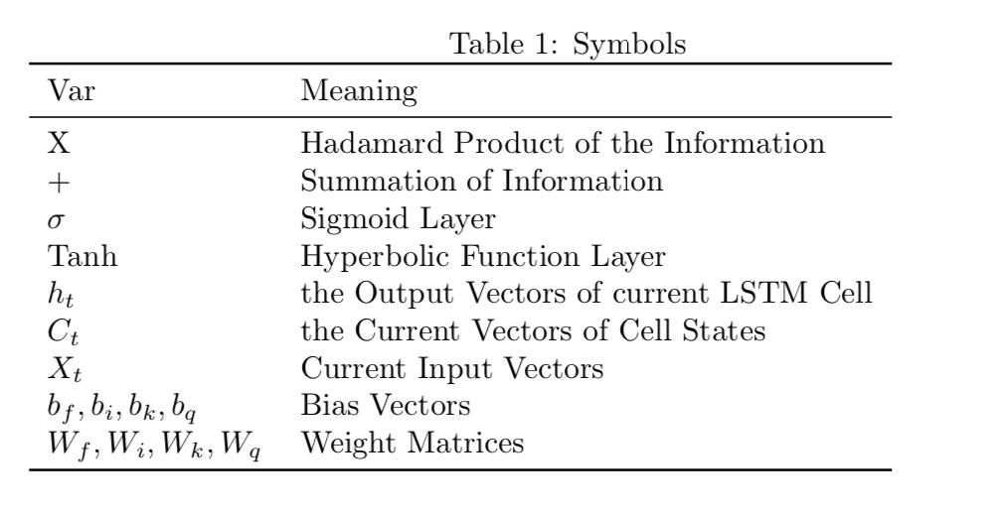 Table 1: Symbols
Var Meaning
X Hadamard Product of the Information
+ Summation of Information
σ Sigmoid Layer
Tanh Hyperbolic Function Layer
h_t the Output Vectors of current LSTM Cell
C_t the Current Vectors of Cell States
X_t Current Input Vectors
b_f, b_i, b_k, b_q Bias Vectors
W_f, W_i, W_k, W_q Weight Matrices